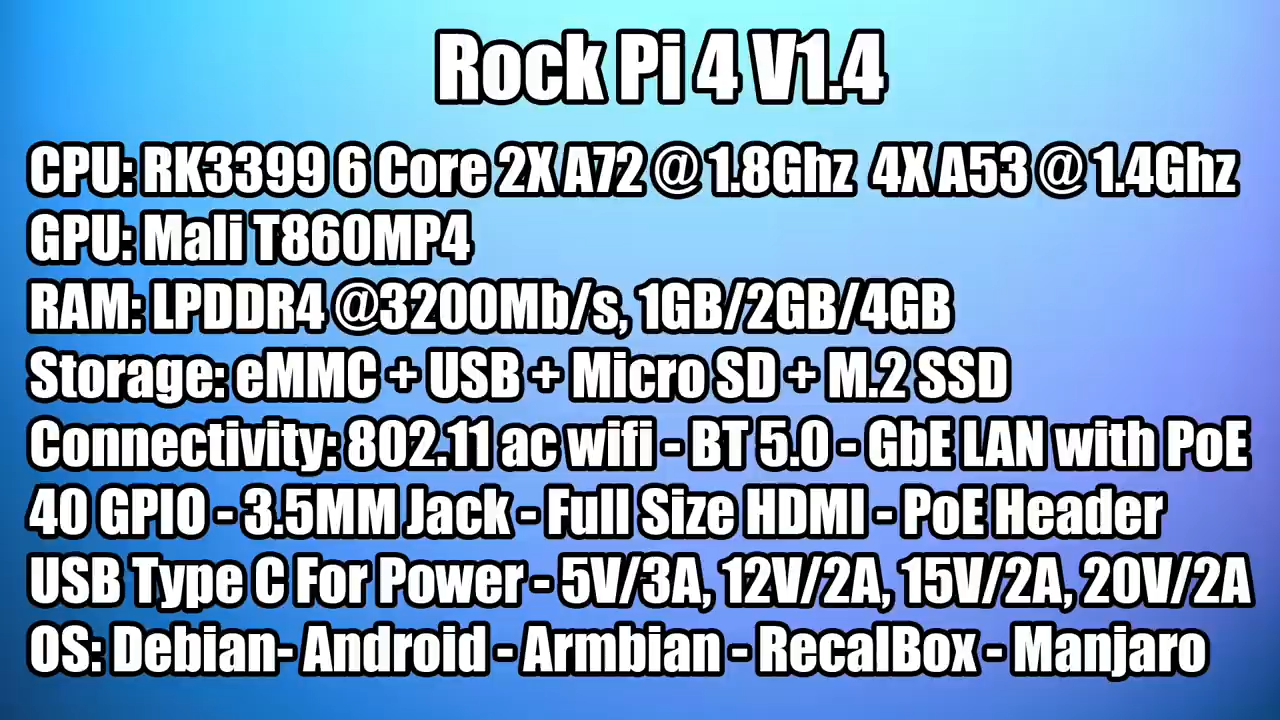 Rock Pi 4 V1.4
CPU: RK3399 6 Core 2X A72 @ 1.8Ghz 4X A53 @ 1.4Ghz
GPU: Mali T860MP4
RAM: LPDDR4 @3200Mb/s, 1GB/2GB/4GB
Storage: eMMC + USB + Micro SD + M.2 SSD
Connectivity: 802.11 ac wifi - BT 5.0 - GbE LAN with PoE
40 GPIO - 3.5MM Jack - Full Size HDMI - PoE Header
USB Type C For Power - 5V/3A, 12V/2A, 15V/2A, 20V/2A
OS: Debian- Android - Armbian - RecalBox - Manjaro